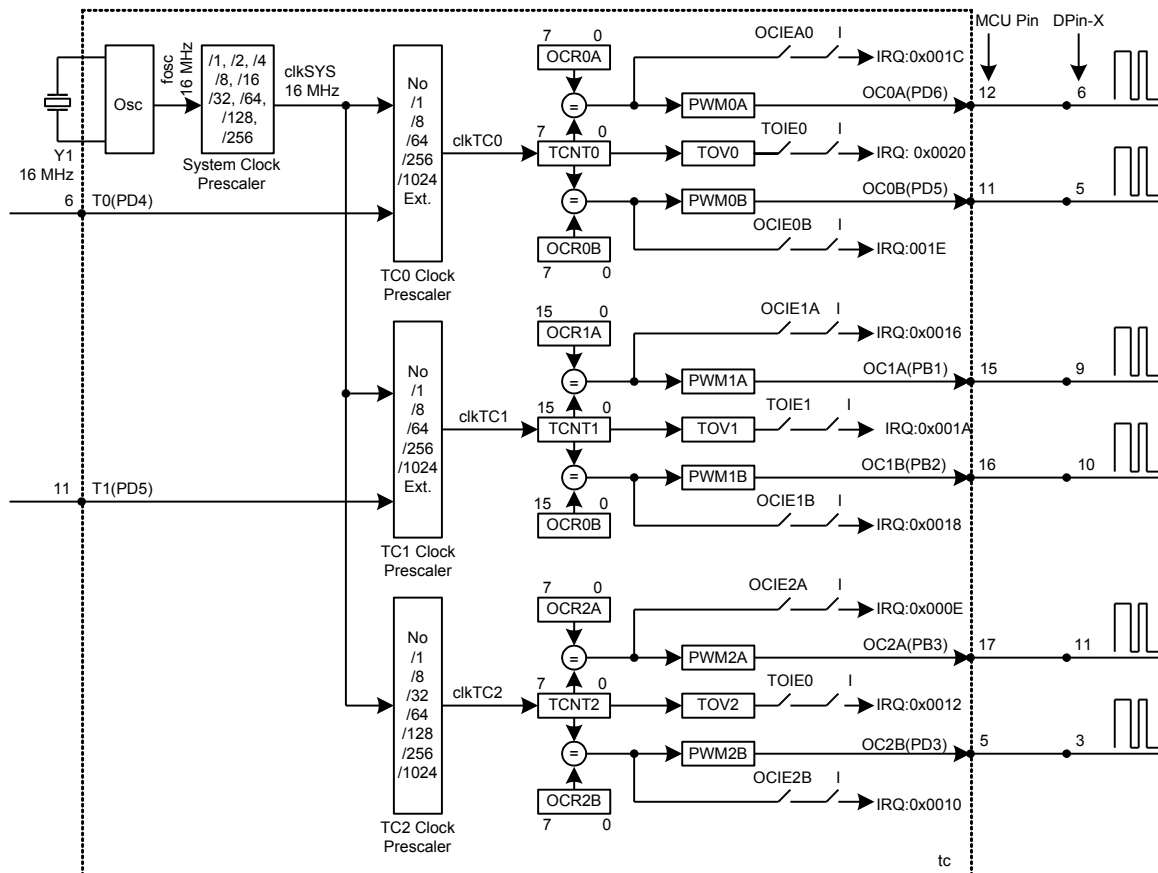 MCU Pin
DPin-X
Osc
Y1
16 MHz
fosc
16 MHz
/1, /2, /4
/8, /16
/32, /64,
/128,
/256
System Clock
Prescaler
clkSYS
16 MHz
6
T0(PD4)
No
/1
/8
/64
/256
/1024
Ext.
TC0 Clock
Prescaler
clkTC0
7 0
OCR0A
=
7 0
TCNT0
=
OCR0B
7 0
OCIEA0 I
IRQ:0x001C
PWM0A
OC0A(PD6)
12
6
TOV0
TOIE0 I
IRQ: 0x0020
PWM0B
OC0B(PD5)
11
5
OCIE0B I
IRQ:001E
11
T1(PD5)
No
/1
/8
/64
/256
/1024
Ext.
TC1 Clock
Prescaler
clkTC1
15 0
OCR1A
=
15 0
TCNT1
=
15 0
OCR0B
OCIE1A I
IRQ:0x0016
PWM1A
OC1A(PB1)
15
9
TOV1
TOIE1 I
IRQ:0x001A
PWM1B
OC1B(PB2)
16
10
OCIE1B I
IRQ:0x0018
No
/1
/8
/32
/64
/128
/256
/1024
TC2 Clock
Prescaler
clkTC2
7 0
OCR2A
=
7 0
TCNT2
=
OCR2B
7 0
OCIE2A I
IRQ:0x000E
PWM2A
OC2A(PB3)
17
11
TOV2
TOIE0 I
IRQ:0x0012
PWM2B
OC2B(PD3)
5
3
OCIE2B I
IRQ:0x0010
tc